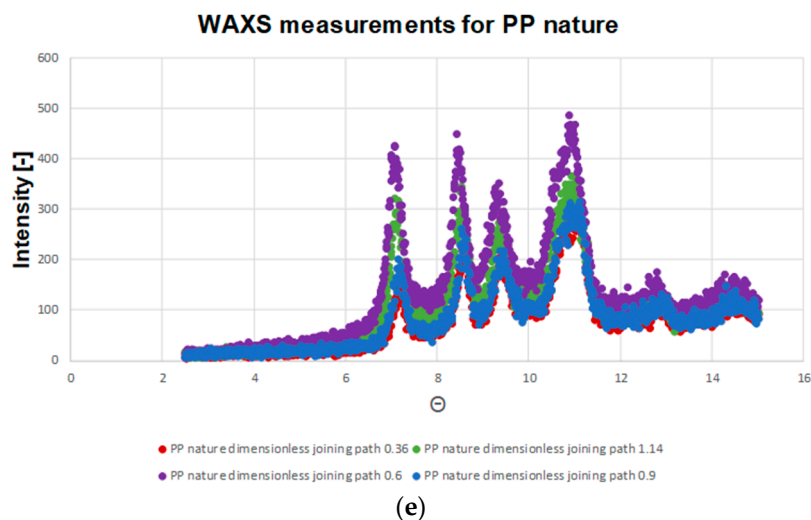 WAXS measurements for PP nature
600
500
400
300
200
100
0
Intensity [-]
0 2 4 6 8 10 12 14 16
Θ
PP nature dimensionless joining path 0.36 PP nature dimensionless joining path 1.14
PP nature dimensionless joining path 0.6 PP nature dimensionless joining path 0.9
(e)